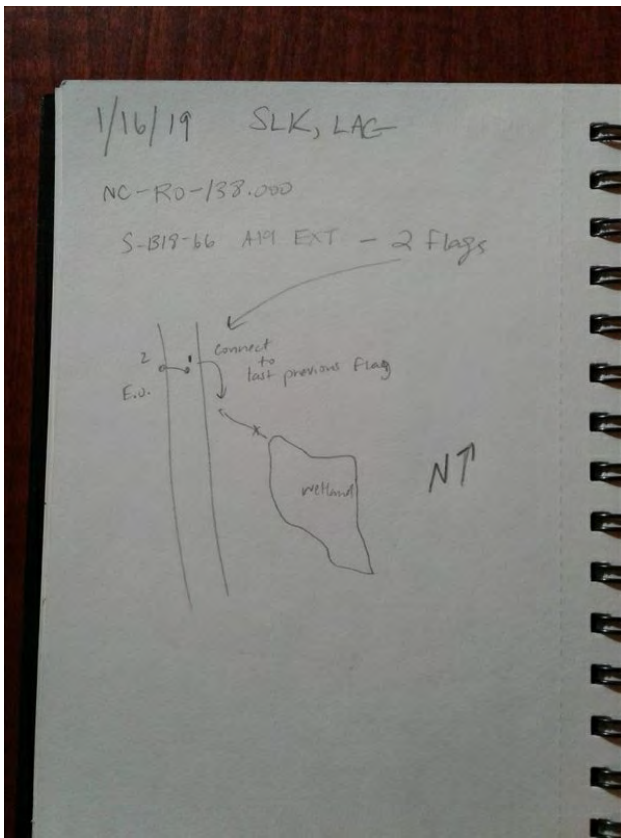 1/16/19 SLK, LAG
NC-RO-138.000
S-B18-66 A19 EXT - 2 Flags
2
E.O.
1
Connect
to
last previous Flag
x
wetland
N↑